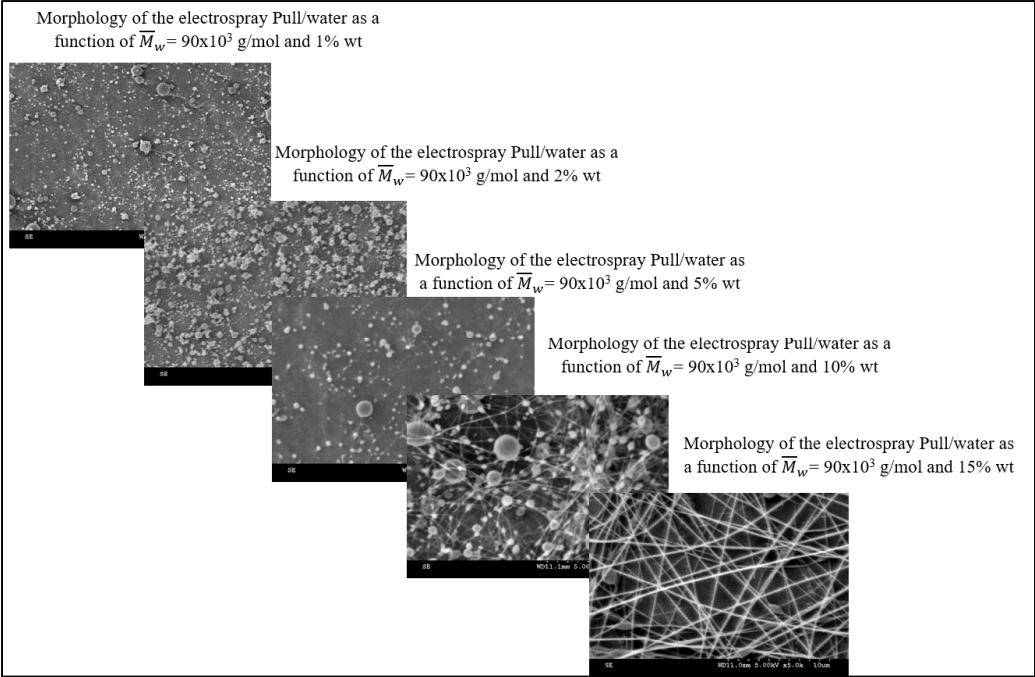 Morphology of the electrospray Pull/water as a
function of M̅w= 90x10³ g/mol and 1% wt
SE
Morphology of the electrospray Pull/water as a
function of M̅w= 90x10³ g/mol and 2% wt
SE
Morphology of the electrospray Pull/water as
a function of M̅w= 90x10³ g/mol and 5% wt
SE
Morphology of the electrospray Pull/water as a
function of M̅w= 90x10³ g/mol and 10% wt
SE WD11.1mm 5.00
Morphology of the electrospray Pull/water as
a function of M̅w= 90x10³ g/mol and 15% wt
SE WD11.0mm 5.00kV x5.0k 10um